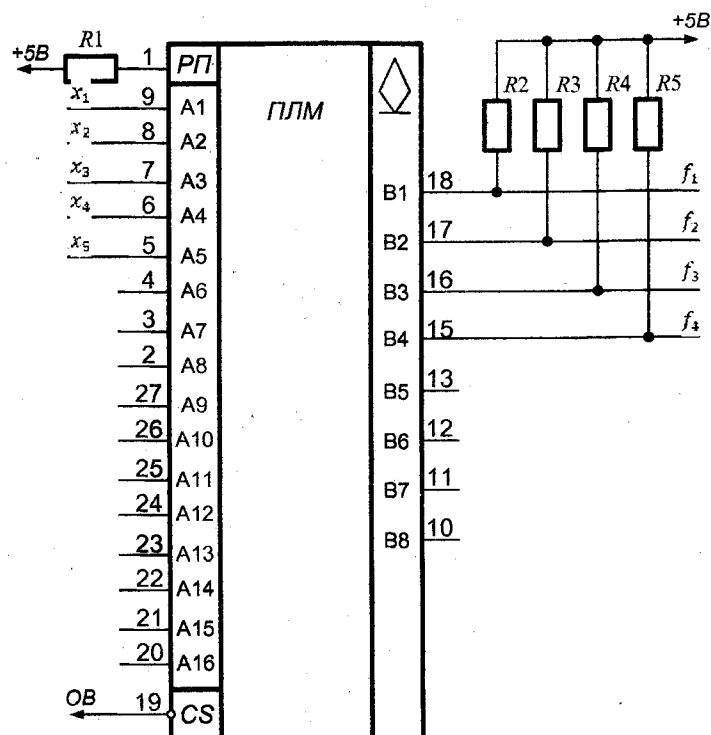 +5В R1 1 РП ПЛМ +5В
x₁ 9 A1 R2 R3 R4 R5
x₂ 8 A2
x₃ 7 A3 B1 18 f₁
x₄ 6 A4
x₅ 5 A5 B2 17 f₂
4 A6 B3 16 f₃
3 A7 B4 15 f₄
2 A8
27 A9 B5 13
26 A10 B6 12
25 A11 B7 11
24 A12
23 A13 B8 10
22 A14
21 A15
20 A16
ОВ 19 CS